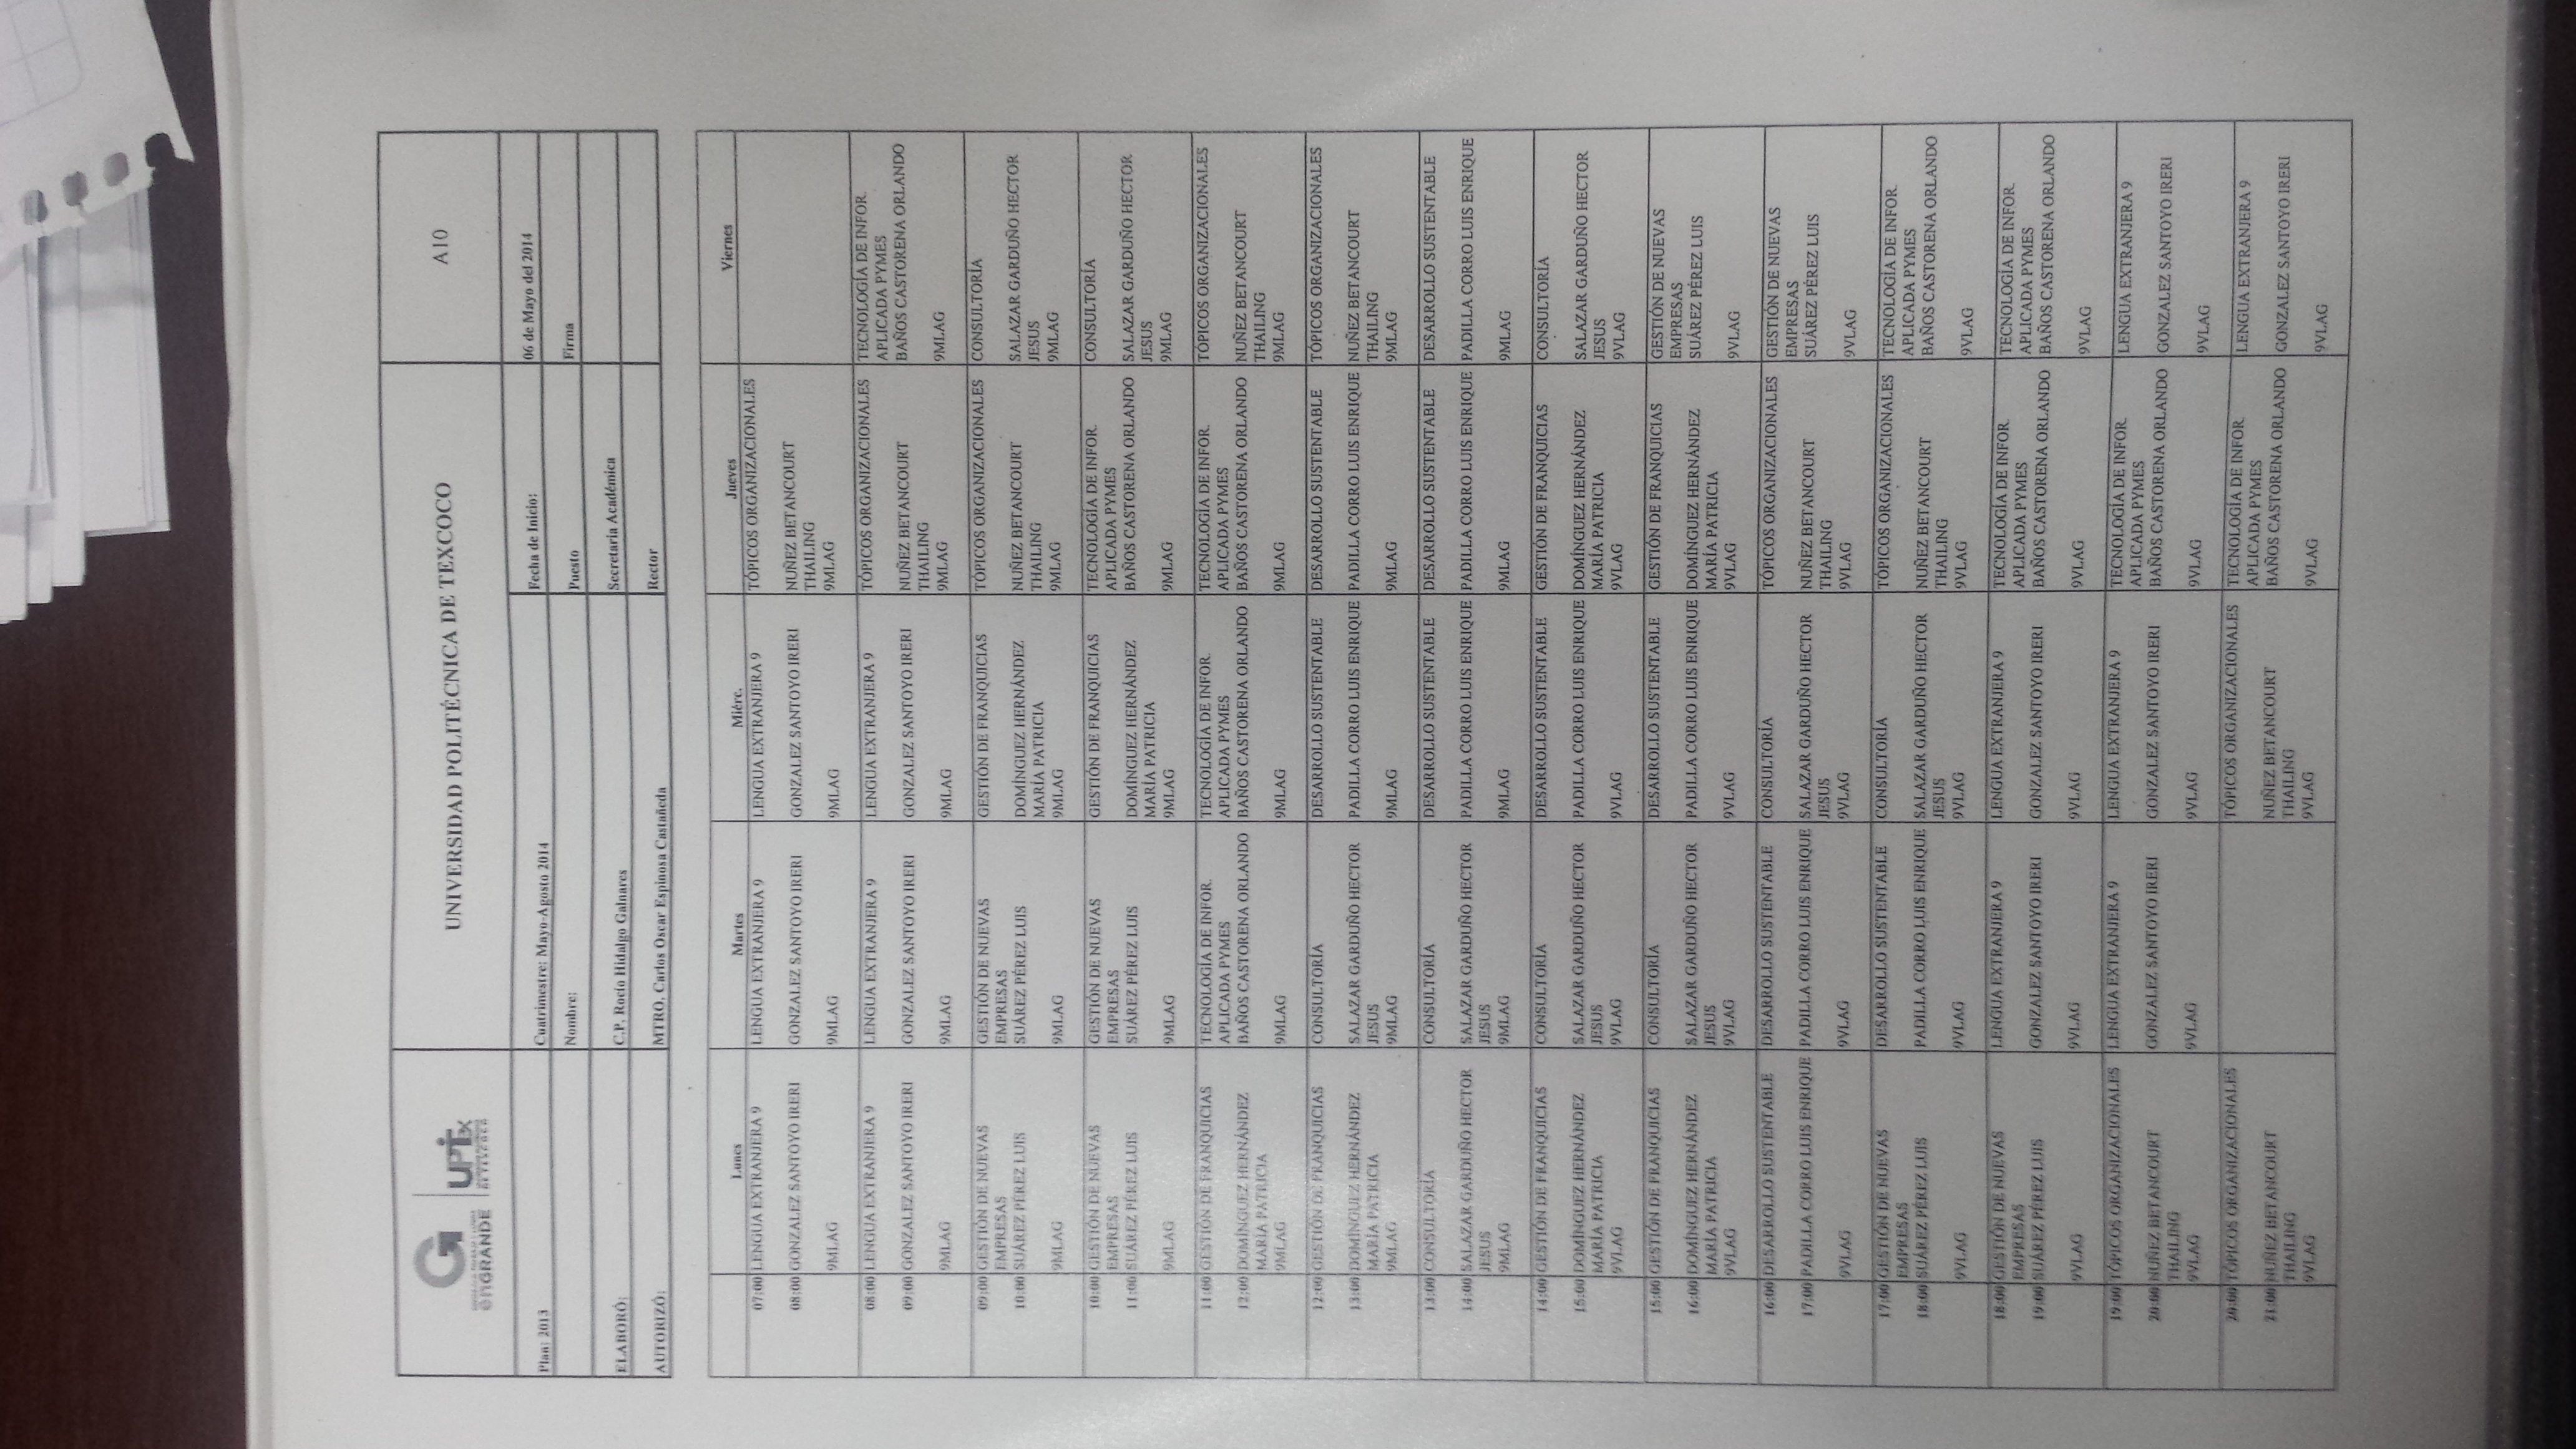 enGRANDE
UPTex
DE TEXCOCO
UNIVERSIDAD POLITÉCNICA DE TEXCOCO
A10
Plan: 2013
Cuatrimestre: Mayo-Agosto 2014
Fecha de Inicio:
06 de Mayo del 2014
Nombre:
Puesto
Firma
ELABORÓ:
C.P. Rocío Hidalgo Galnares
Secretaria Académica
AUTORIZÓ:
MTRO. Carlos Oscar Espinosa Castañeda
Rector
Lunes Martes Miérc. Jueves Viernes
07:00 LENGUA EXTRANJERA 9 LENGUA EXTRANJERA 9 LENGUA EXTRANJERA 9 TÓPICOS ORGANIZACIONALES
08:00 GONZALEZ SANTOYO IRERI GONZALEZ SANTOYO IRERI GONZALEZ SANTOYO IRERI NUÑEZ BETANCOURT
THAILING
9MLAG 9MLAG 9MLAG 9MLAG
08:00 LENGUA EXTRANJERA 9 LENGUA EXTRANJERA 9 LENGUA EXTRANJERA 9 TÓPICOS ORGANIZACIONALES TECNOLOGÍA DE INFOR.
APLICADA PYMES
09:00 GONZALEZ SANTOYO IRERI GONZALEZ SANTOYO IRERI GONZALEZ SANTOYO IRERI NUÑEZ BETANCOURT BAÑOS CASTORENA ORLANDO
THAILING
9MLAG 9MLAG 9MLAG 9MLAG 9MLAG
09:00 GESTIÓN DE NUEVAS GESTIÓN DE NUEVAS GESTIÓN DE FRANQUICIAS TÓPICOS ORGANIZACIONALES CONSULTORÍA
EMPRESAS EMPRESAS
10:00 SUÁREZ PÉREZ LUIS SUÁREZ PÉREZ LUIS DOMÍNGUEZ HERNÁNDEZ NUÑEZ BETANCOURT SALAZAR GARDUÑO HECTOR
MARÍA PATRICIA THAILING JESUS
9MLAG 9MLAG 9MLAG 9MLAG 9MLAG
10:00 GESTIÓN DE NUEVAS GESTIÓN DE NUEVAS GESTIÓN DE FRANQUICIAS TECNOLOGÍA DE INFOR. CONSULTORÍA
EMPRESAS EMPRESAS APLICADA PYMES
11:00 SUÁREZ PÉREZ LUIS SUÁREZ PÉREZ LUIS DOMÍNGUEZ HERNÁNDEZ BAÑOS CASTORENA ORLANDO SALAZAR GARDUÑO HECTOR
MARÍA PATRICIA JESUS
9MLAG 9MLAG 9MLAG 9MLAG 9MLAG
11:00 GESTIÓN DE FRANQUICIAS TECNOLOGÍA DE INFOR. TECNOLOGÍA DE INFOR. TECNOLOGÍA DE INFOR. TÓPICOS ORGANIZACIONALES
APLICADA PYMES APLICADA PYMES APLICADA PYMES
12:00 DOMÍNGUEZ HERNÁNDEZ BAÑOS CASTORENA ORLANDO BAÑOS CASTORENA ORLANDO BAÑOS CASTORENA ORLANDO NUÑEZ BETANCOURT
MARÍA PATRICIA THAILING
9MLAG 9MLAG 9MLAG 9MLAG 9MLAG
12:00 GESTIÓN DE FRANQUICIAS CONSULTORÍA DESARROLLO SUSTENTABLE DESARROLLO SUSTENTABLE TÓPICOS ORGANIZACIONALES
13:00 DOMÍNGUEZ HERNÁNDEZ SALAZAR GARDUÑO HECTOR PADILLA CORRO LUIS ENRIQUE PADILLA CORRO LUIS ENRIQUE NUÑEZ BETANCOURT
MARÍA PATRICIA JESUS THAILING
9MLAG 9MLAG 9MLAG 9MLAG 9MLAG
13:00 CONSULTORÍA CONSULTORÍA DESARROLLO SUSTENTABLE DESARROLLO SUSTENTABLE DESARROLLO SUSTENTABLE
14:00 SALAZAR GARDUÑO HECTOR SALAZAR GARDUÑO HECTOR PADILLA CORRO LUIS ENRIQUE PADILLA CORRO LUIS ENRIQUE PADILLA CORRO LUIS ENRIQUE
JESUS JESUS
9MLAG 9MLAG 9MLAG 9MLAG 9MLAG
14:00 GESTIÓN DE FRANQUICIAS CONSULTORÍA DESARROLLO SUSTENTABLE GESTIÓN DE FRANQUICIAS CONSULTORÍA
15:00 DOMÍNGUEZ HERNÁNDEZ SALAZAR GARDUÑO HECTOR PADILLA CORRO LUIS ENRIQUE DOMÍNGUEZ HERNÁNDEZ SALAZAR GARDUÑO HECTOR
MARÍA PATRICIA JESUS MARÍA PATRICIA JESUS
9VLAG 9VLAG 9VLAG 9VLAG 9VLAG
15:00 GESTIÓN DE FRANQUICIAS CONSULTORÍA DESARROLLO SUSTENTABLE GESTIÓN DE FRANQUICIAS GESTIÓN DE NUEVAS
EMPRESAS
16:00 DOMÍNGUEZ HERNÁNDEZ SALAZAR GARDUÑO HECTOR PADILLA CORRO LUIS ENRIQUE DOMÍNGUEZ HERNÁNDEZ SUÁREZ PÉREZ LUIS
MARÍA PATRICIA JESUS MARÍA PATRICIA
9VLAG 9VLAG 9VLAG 9VLAG 9VLAG
16:00 DESARROLLO SUSTENTABLE DESARROLLO SUSTENTABLE CONSULTORÍA TÓPICOS ORGANIZACIONALES GESTIÓN DE NUEVAS
EMPRESAS
17:00 PADILLA CORRO LUIS ENRIQUE PADILLA CORRO LUIS ENRIQUE SALAZAR GARDUÑO HECTOR NUÑEZ BETANCOURT SUÁREZ PÉREZ LUIS
JESUS THAILING
9VLAG 9VLAG 9VLAG 9VLAG 9VLAG
17:00 GESTIÓN DE NUEVAS DESARROLLO SUSTENTABLE CONSULTORÍA TÓPICOS ORGANIZACIONALES TECNOLOGÍA DE INFOR.
EMPRESAS APLICADA PYMES
18:00 SUÁREZ PÉREZ LUIS PADILLA CORRO LUIS ENRIQUE SALAZAR GARDUÑO HECTOR NUÑEZ BETANCOURT BAÑOS CASTORENA ORLANDO
JESUS THAILING
9VLAG 9VLAG 9VLAG 9VLAG 9VLAG
18:00 GESTIÓN DE NUEVAS LENGUA EXTRANJERA 9 LENGUA EXTRANJERA 9 TECNOLOGÍA DE INFOR. TECNOLOGÍA DE INFOR.
EMPRESAS APLICADA PYMES APLICADA PYMES
19:00 SUÁREZ PÉREZ LUIS GONZALEZ SANTOYO IRERI GONZALEZ SANTOYO IRERI BAÑOS CASTORENA ORLANDO BAÑOS CASTORENA ORLANDO
9VLAG 9VLAG 9VLAG 9VLAG 9VLAG
19:00 TÓPICOS ORGANIZACIONALES LENGUA EXTRANJERA 9 LENGUA EXTRANJERA 9 TECNOLOGÍA DE INFOR. LENGUA EXTRANJERA 9
APLICADA PYMES
20:00 NUÑEZ BETANCOURT GONZALEZ SANTOYO IRERI GONZALEZ SANTOYO IRERI BAÑOS CASTORENA ORLANDO GONZALEZ SANTOYO IRERI
THAILING
9VLAG 9VLAG 9VLAG 9VLAG 9VLAG
20:00 TÓPICOS ORGANIZACIONALES TÓPICOS ORGANIZACIONALES TECNOLOGÍA DE INFOR. LENGUA EXTRANJERA 9
APLICADA PYMES
21:00 NUÑEZ BETANCOURT NUÑEZ BETANCOURT BAÑOS CASTORENA ORLANDO GONZALEZ SANTOYO IRERI
THAILING THAILING
9VLAG 9VLAG 9VLAG 9VLAG